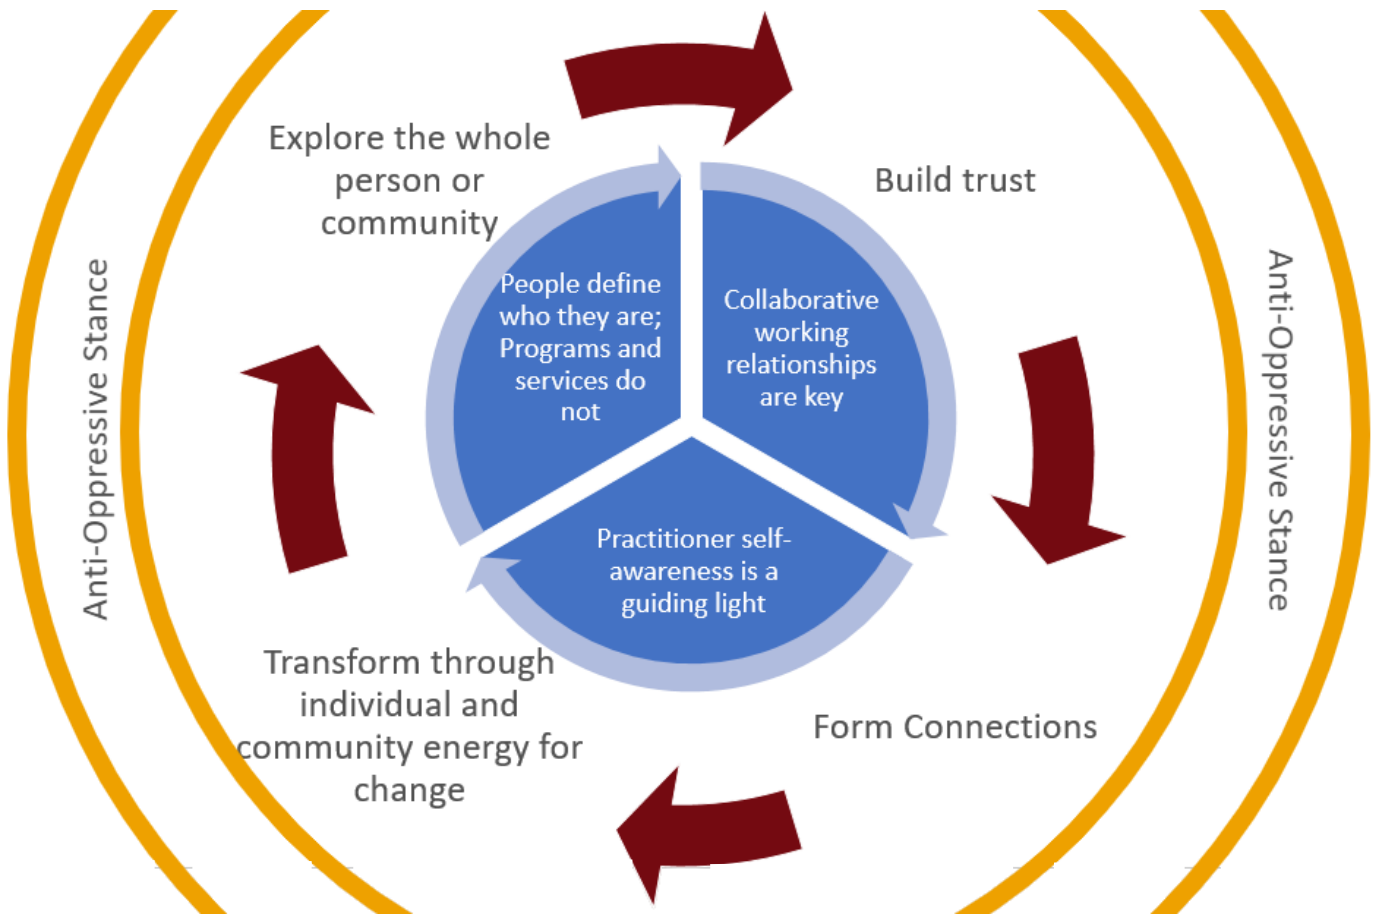 Explore the whole
person or
community
Build trust
People define
who they are;
Programs and
services do
not
Collaborative
working
relationships
are key
Anti-Oppressive Stance
Anti-Oppressive Stance
Practitioner self-
awareness is a
guiding light
Transform through
individual and
community energy for
change
Form Connections